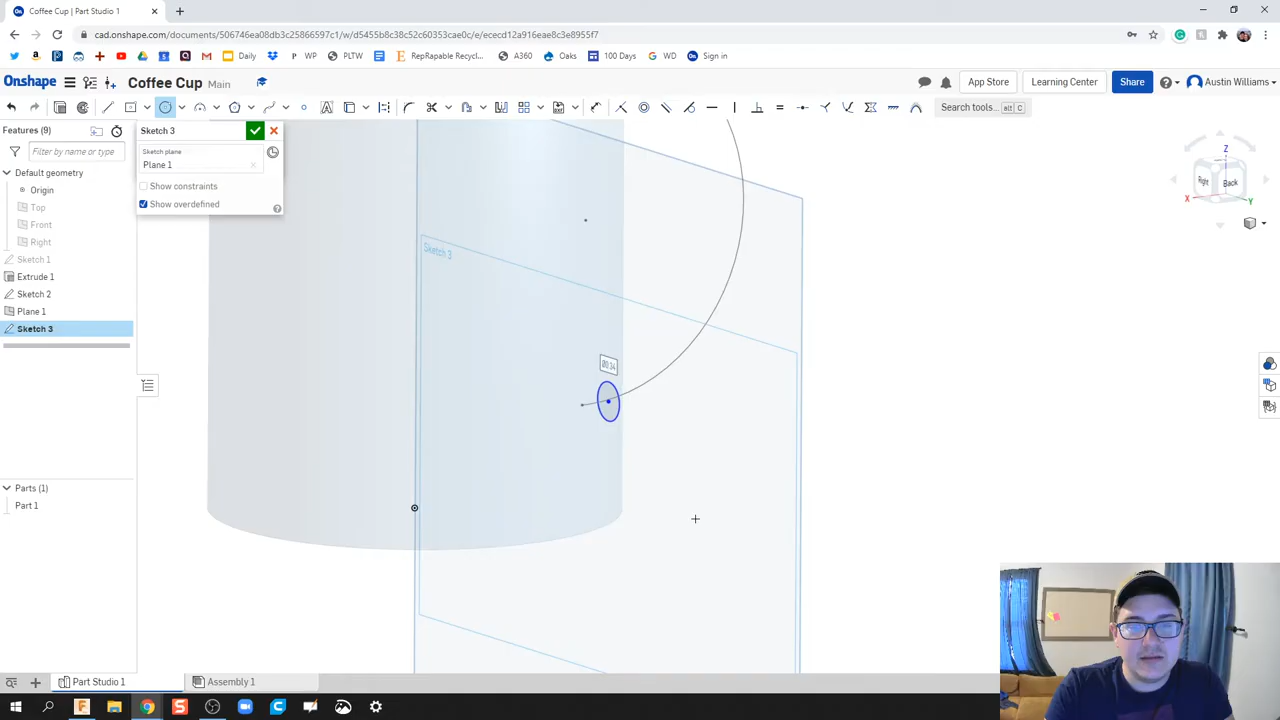 Coffee Cup | Part Studio 1
cad.onshape.com/documents/506746ea08db3c25866597c1/w/d5455b8c38c52c60353cae0c/e/ececd12a916eae8c3e8955f7
Daily
WP
PLTW
RepRapable Recycl...
A360
Oaks
100 Days
WD
Sign in
Onshape
Coffee Cup
Main
App Store
Learning Center
Share
Austin Williams
Search tools...
alt
C
Features (9)
Filter by name or type
Default geometry
Origin
Top
Front
Right
Sketch 1
Extrude 1
Sketch 2
Plane 1
Sketch 3
Parts (1)
Part 1
Sketch 3
Sketch plane
Plane 1
Show constraints
Show overdefined
Sketch 3
Z
Right
Back
X
Y
Part Studio 1
Assembly 1